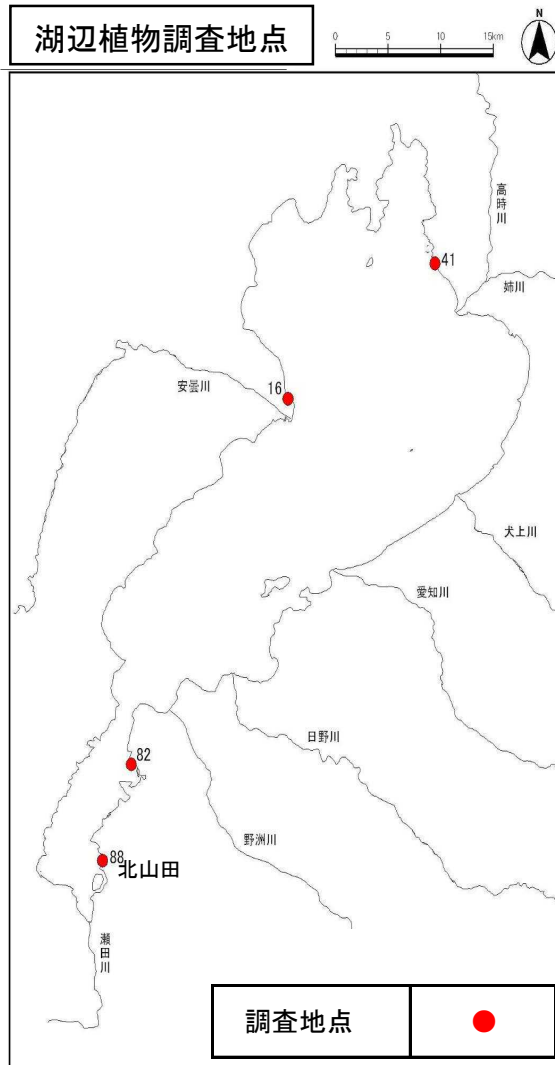 湖辺植物調査地点
0 5 10 15km
N
高時川
41
姉川
安曇川
16
犬上川
愛知川
82
日野川
野洲川
88
北山田
瀬田川
調査地点